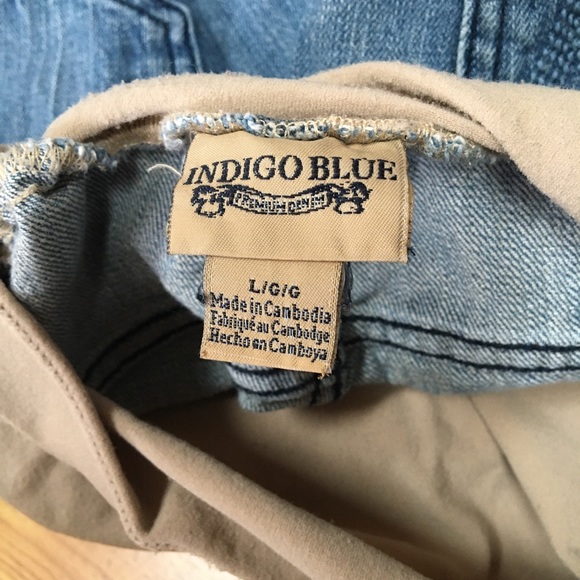 INDIGO BLUE
PREMIUM DENIM
L/G/G
Made in Cambodia
Fabriqué au Cambodge
Hecho en Camboya